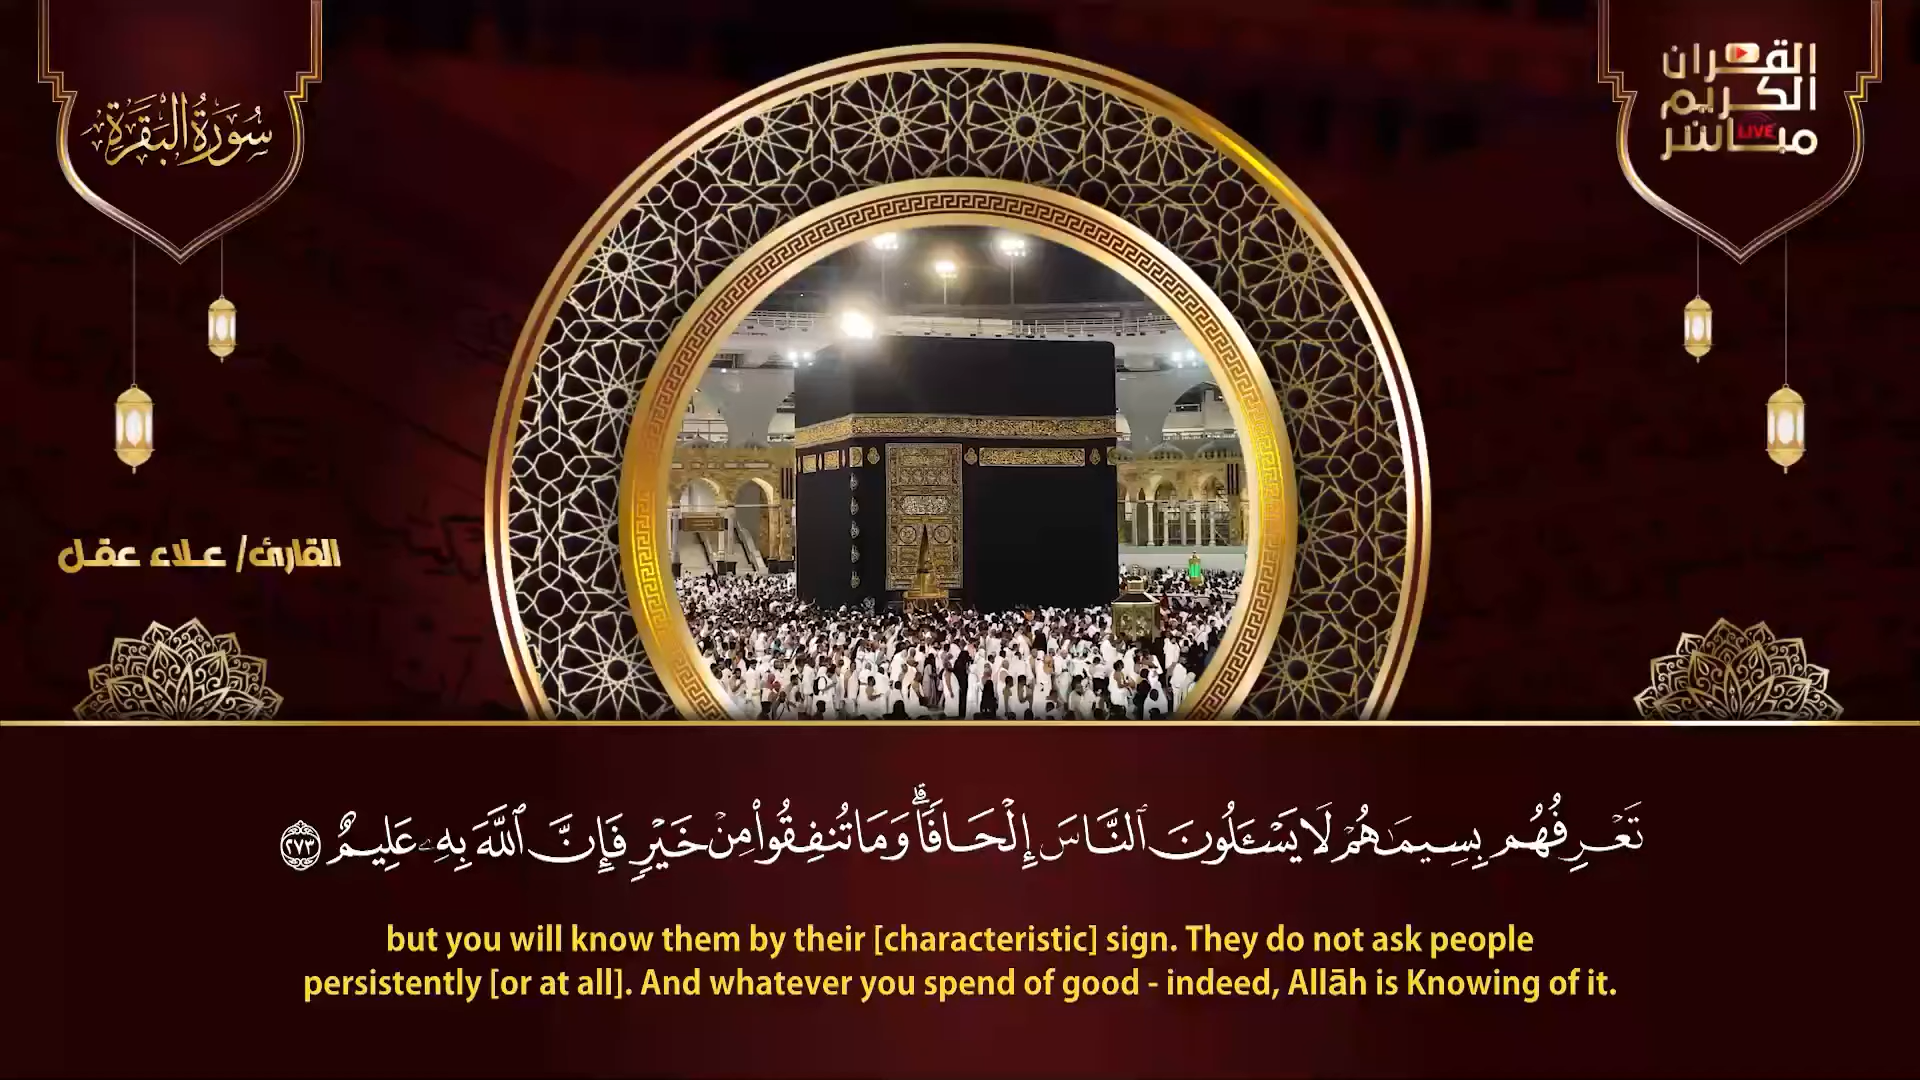 سُورَةُ البَقَرَةِ
القران
الكريم
مباشر
LIVE
القارئ/ علاء عقل
تَعْرِفُهُم بِسِيمَـٰهُمْ لَا يَسْـَٔلُونَ ٱلنَّاسَ إِلْحَافًاۗ وَمَا تُنفِقُوا۟ مِنْ خَيْرٍ فَإِنَّ ٱللَّهَ بِهِۦ عَلِيمٌ ٢٧٣
but you will know them by their [characteristic] sign. They do not ask people
persistently [or at all]. And whatever you spend of good - indeed, Allāh is Knowing of it.